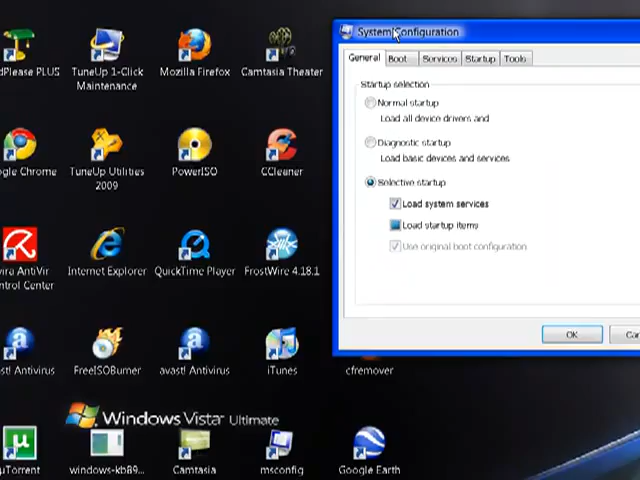 System Configuration
General Boot Services Startup Tools
Startup selection
Normal startup
Load all device drivers and
Diagnostic startup
Load basic devices and services
Selective startup
Load system services
Load startup items
Use original boot configuration
OK
dPlease PLUS
TuneUp 1-Click
Maintenance
Mozilla Firefox
Camtasia Theater
gle Chrome
TuneUp Utilities
2009
PowerISO
CCleaner
vira AntiVir
ntrol Center
Internet Explorer
QuickTime Player
FrostWire 4.18.1
ast! Antivirus
FreeISOBurner
avast! Antivirus
iTunes
cfremover
Windows Vista Ultimate
µTorrent
windows-kb89...
Camtasia
msconfig
Google Earth